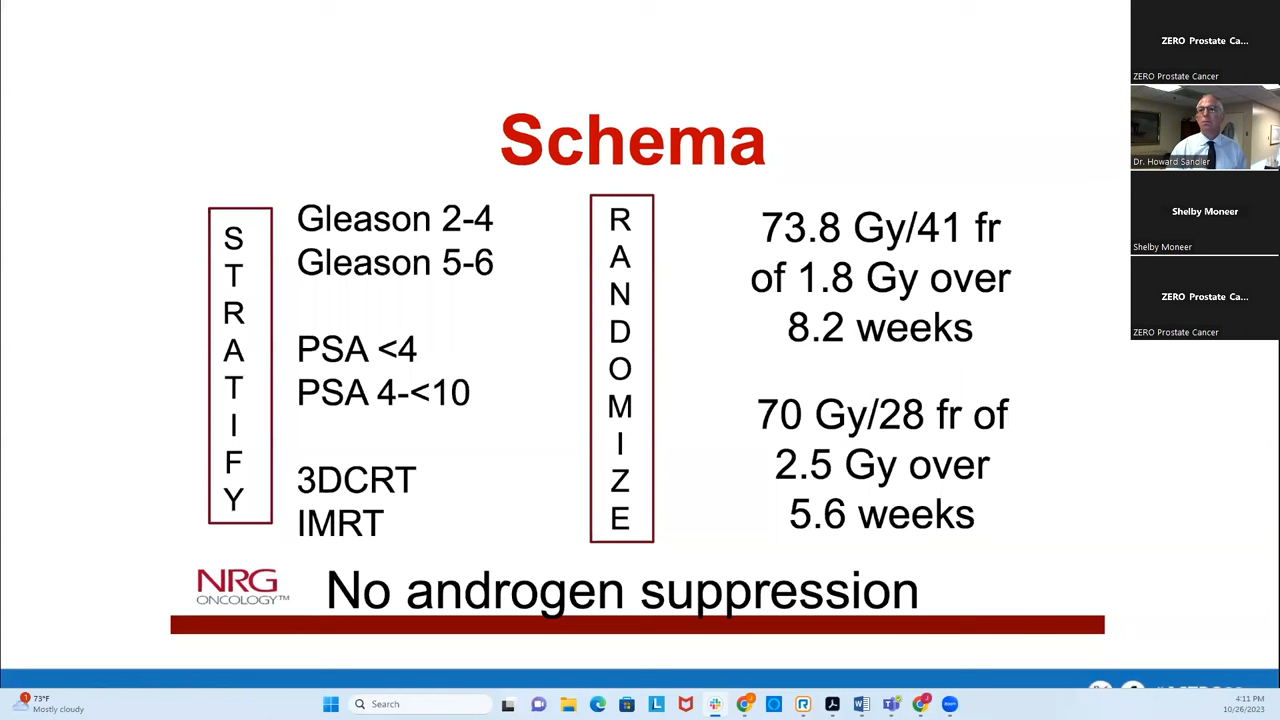 Schema
S
T
R
A
T
I
F
Y
Gleason 2-4
Gleason 5-6
PSA <4
PSA 4-<10
3DCRT
IMRT
R
A
N
D
O
M
I
Z
E
73.8 Gy/41 fr
of 1.8 Gy over
8.2 weeks
70 Gy/28 fr of
2.5 Gy over
5.6 weeks
NRG
ONCOLOGY™
No androgen suppression
ZERO Prostate Ca...
ZERO Prostate Cancer
Dr. Howard Sandler
Shelby Moneer
Shelby Moneer
ZERO Prostate Ca...
ZERO Prostate Cancer
1
73°F
Mostly cloudy
Search
4:11 PM
10/26/2023